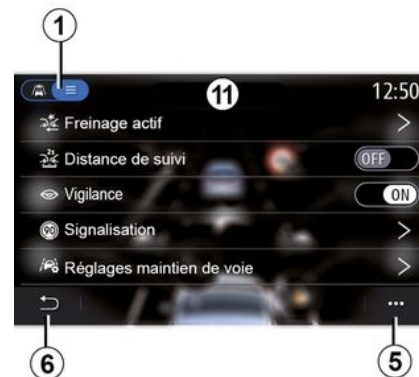 1
11
12:50
Freinage actif
Distance de suivi OFF
Vigilance ON
90 Signalisation
Réglages maintien de voie
6
5